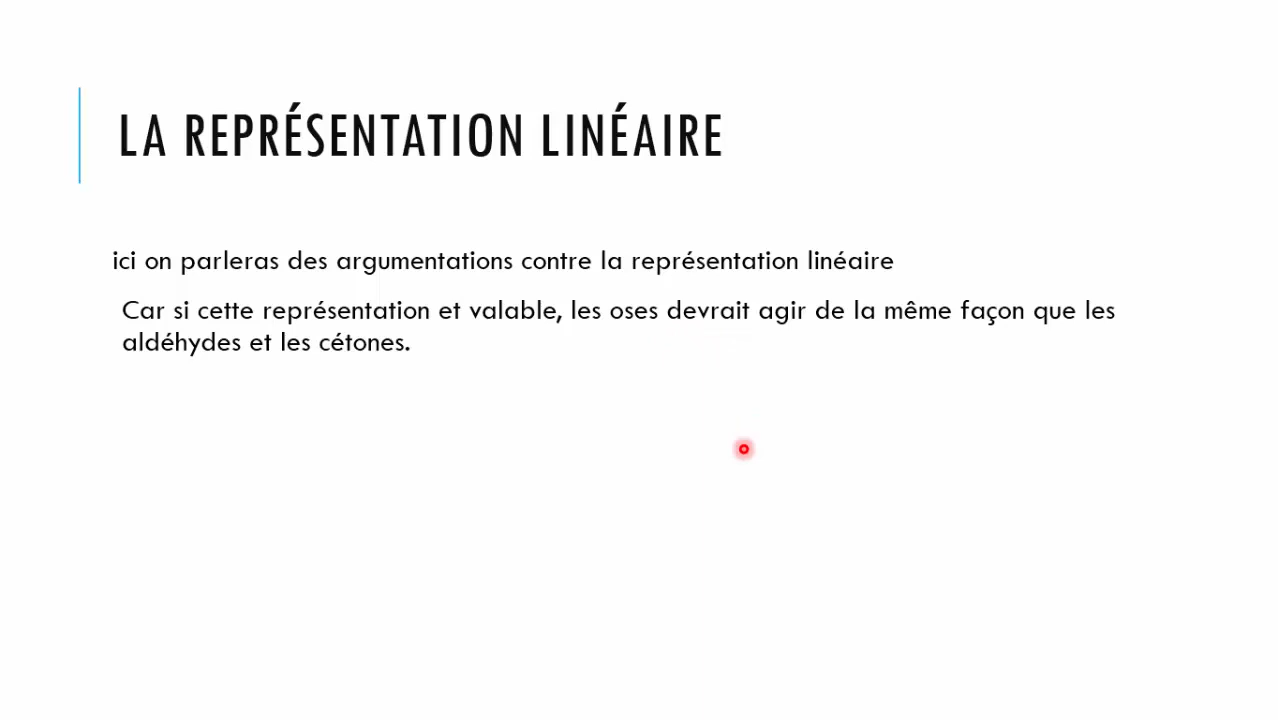 LA REPRÉSENTATION LINÉAIRE
ici on parleras des argumentations contre la représentation linéaire
Car si cette représentation et valable, les oses devrait agir de la même façon que les
aldéhydes et les cétones.